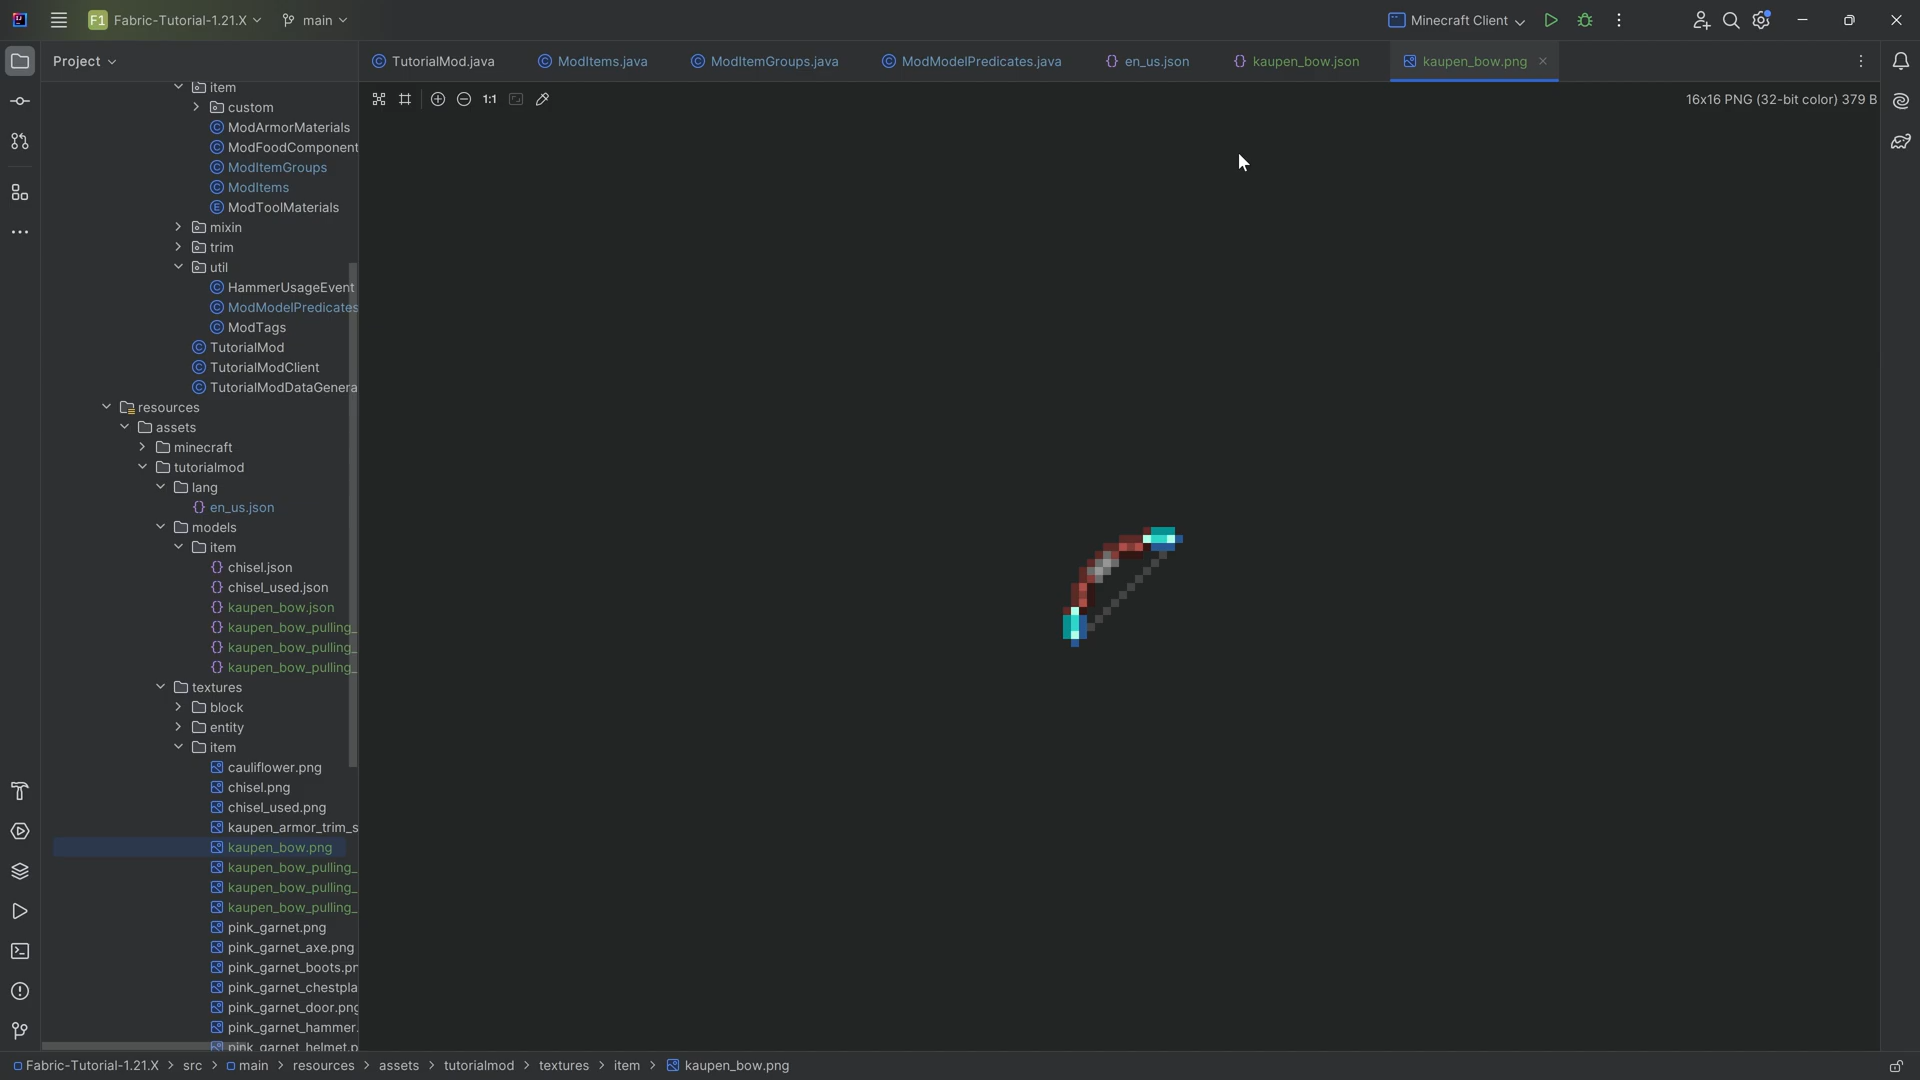 F1 Fabric-Tutorial-1.21.X main Minecraft Client
Project
TutorialMod.java ModItems.java ModItemGroups.java ModModelPredicates.java {} en_us.json {} kaupen_bow.json kaupen_bow.png
1:1 16x16 PNG (32-bit color) 379 B
item
custom
ModArmorMaterials
ModFoodComponent
ModItemGroups
ModItems
ModToolMaterials
mixin
trim
util
HammerUsageEvent
ModModelPredicates
ModTags
TutorialMod
TutorialModClient
TutorialModDataGenera
resources
assets
minecraft
tutorialmod
lang
{} en_us.json
models
item
{} chisel.json
{} chisel_used.json
{} kaupen_bow.json
{} kaupen_bow_pulling_
{} kaupen_bow_pulling_
{} kaupen_bow_pulling_
textures
block
entity
item
cauliflower.png
chisel.png
chisel_used.png
kaupen_armor_trim_s
kaupen_bow.png
kaupen_bow_pulling_
kaupen_bow_pulling_
kaupen_bow_pulling_
pink_garnet.png
pink_garnet_axe.png
pink_garnet_boots.pr
pink_garnet_chestpla
pink_garnet_door.png
pink_garnet_hammer.
pink_garnet_helmet.p
Fabric-Tutorial-1.21.X > src > main > resources > assets > tutorialmod > textures > item > kaupen_bow.png